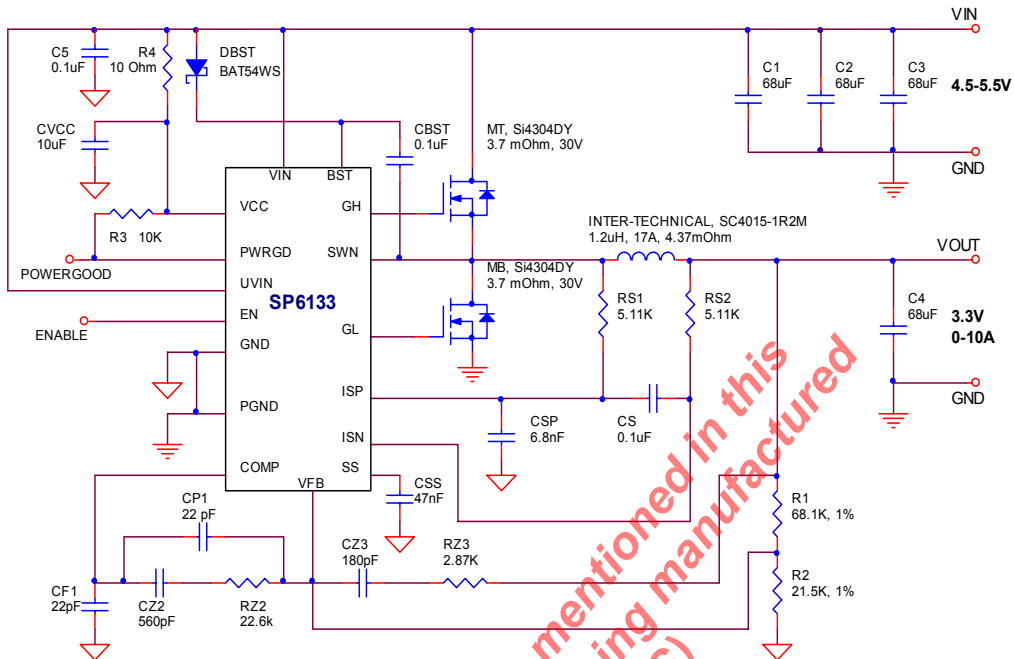 VIN
C5
0.1uF
R4
10 Ohm
DBST
BAT54WS
C1
68uF
C2
68uF
C3
68uF
4.5-5.5V
CVCC
10uF
CBST
0.1uF
MT, Si4304DY
3.7 mOhm, 30V
GND
VIN
BST
VCC
GH
R3 10K
INTER-TECHNICAL, SC4015-1R2M
1.2uH, 17A, 4.37mOhm
PWRGD
SWN
VOUT
POWERGOOD
MB, Si4304DY
3.7 mOhm, 30V
UVIN
SP6133
RS1
5.11K
RS2
5.11K
C4
68uF
3.3V
0-10A
EN
ENABLE
GL
GND
PGND
ISP
GND
CSP
6.8nF
CS
0.1uF
ISN
COMP
SS
VFB
CSS
47nF
CP1
22 pF
R1
68.1K, 1%
CZ3
180pF
RZ3
2.87K
CF1
22pF
CZ2
560pF
RZ2
22.6k
R2
21.5K, 1%
mentioned in this
ing manufactured